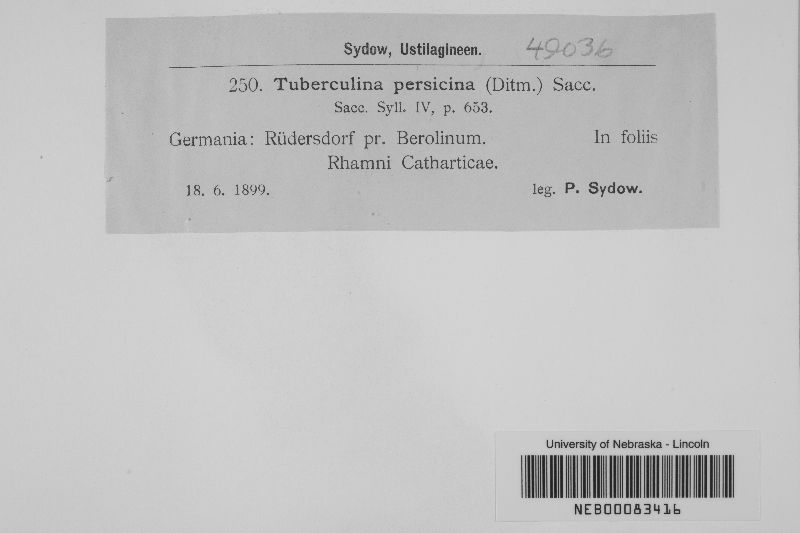 Sydow, Ustilagineen. 49036
250. Tuberculina persicina (Ditm.) Sacc.
Sacc. Syll. IV, p. 653.
Germania: Rüdersdorf pr. Berolinum. In foliis
Rhamni Catharticae.
18. 6. 1899. leg. P. Sydow.
University of Nebraska - Lincoln
NEB00083416